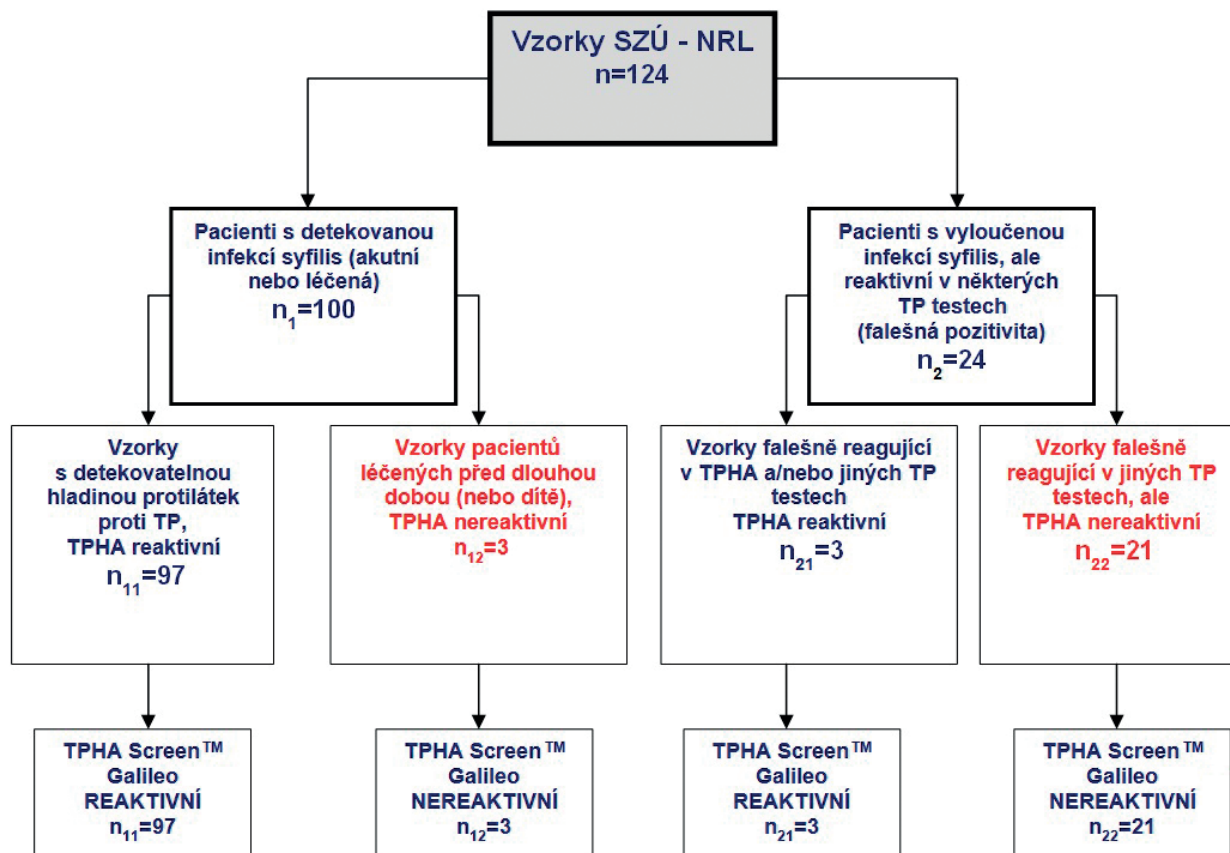 Vzorky SZÚ - NRL
n=124
Pacienti s detekovanou
infekcí syfilis (akutní
nebo léčená)
n₁=100
Pacienti s vyloučenou
infekcí syfilis, ale
reaktivní v některých
TP testech
(falešná pozitivita)
n₂=24
Vzorky
s detekovatelnou
hladinou protilátek
proti TP,
TPHA reaktivní
n₁₁=97
Vzorky pacientů
léčených před dlouhou
dobou (nebo dítě),
TPHA nereaktivní
n₁₂=3
Vzorky falešně reagující
v TPHA a/nebo jiných TP
testech
TPHA reaktivní
n₂₁=3
Vzorky falešně
reagující v jiných TP
testech, ale
TPHA nereaktivní
n₂₂=21
TPHA Screen™
Galileo
REAKTIVNÍ
n₁₁=97
TPHA Screen™
Galileo
NEREAKTIVNÍ
n₁₂=3
TPHA Screen™
Galileo
REAKTIVNÍ
n₂₁=3
TPHA Screen™
Galileo
NEREAKTIVNÍ
n₂₂=21